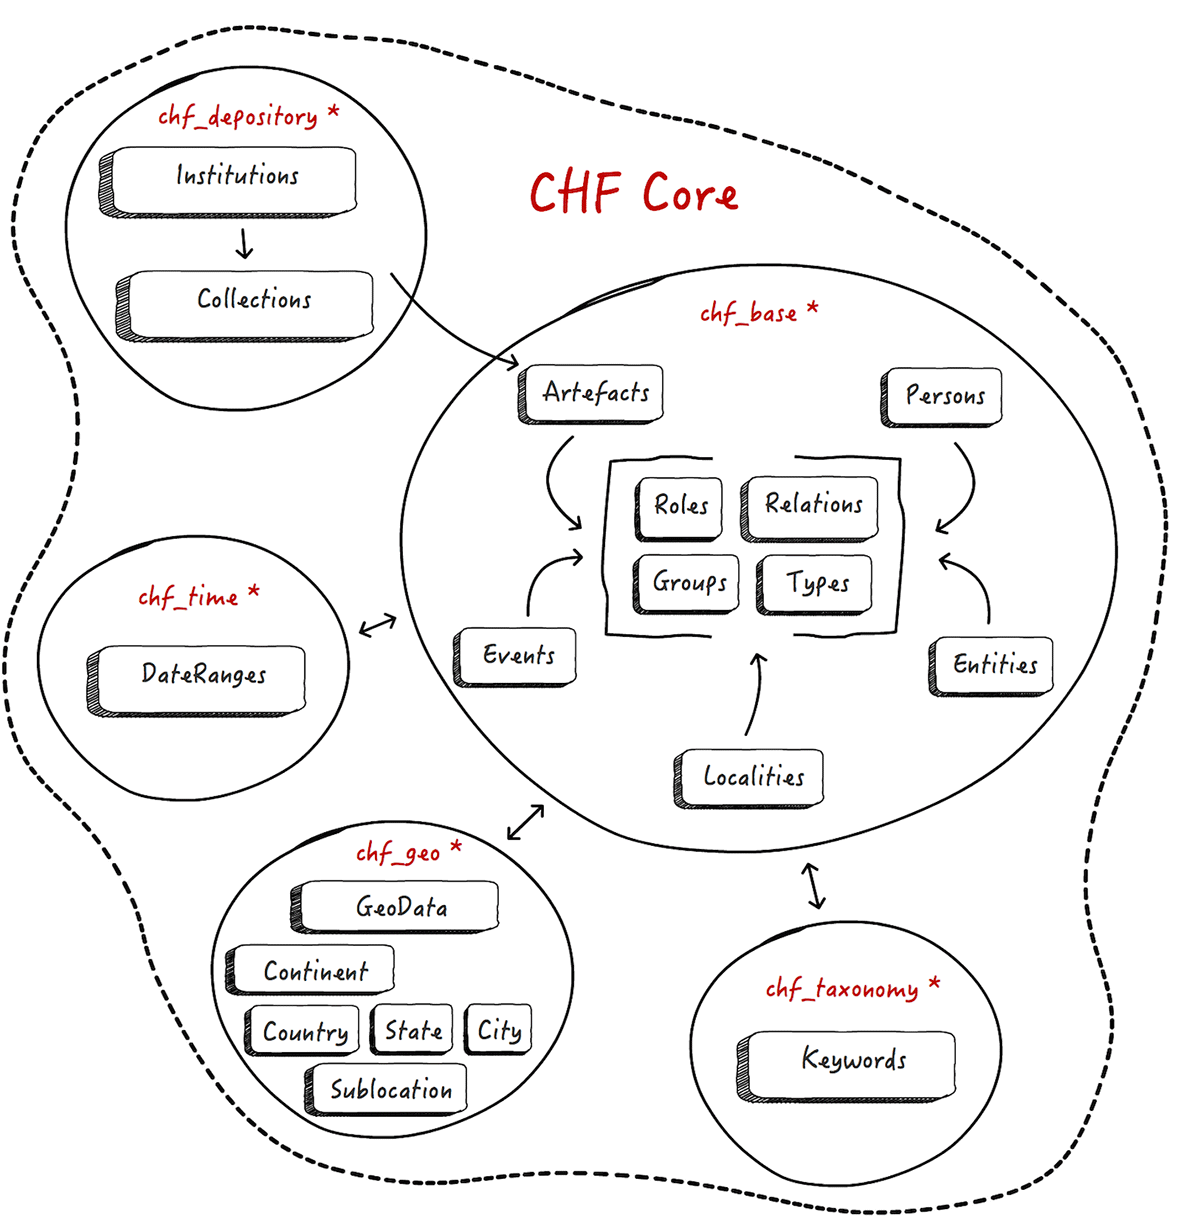 chf_depository *
Institutions
Collections
CHF Core
chf_base *
Artefacts
Persons
Roles
Relations
Groups
Types
Events
Entities
Localities
chf_time *
DateRanges
chf_geo *
GeoData
Continent
Country
State
City
Sublocation
chf_taxonomy *
Keywords